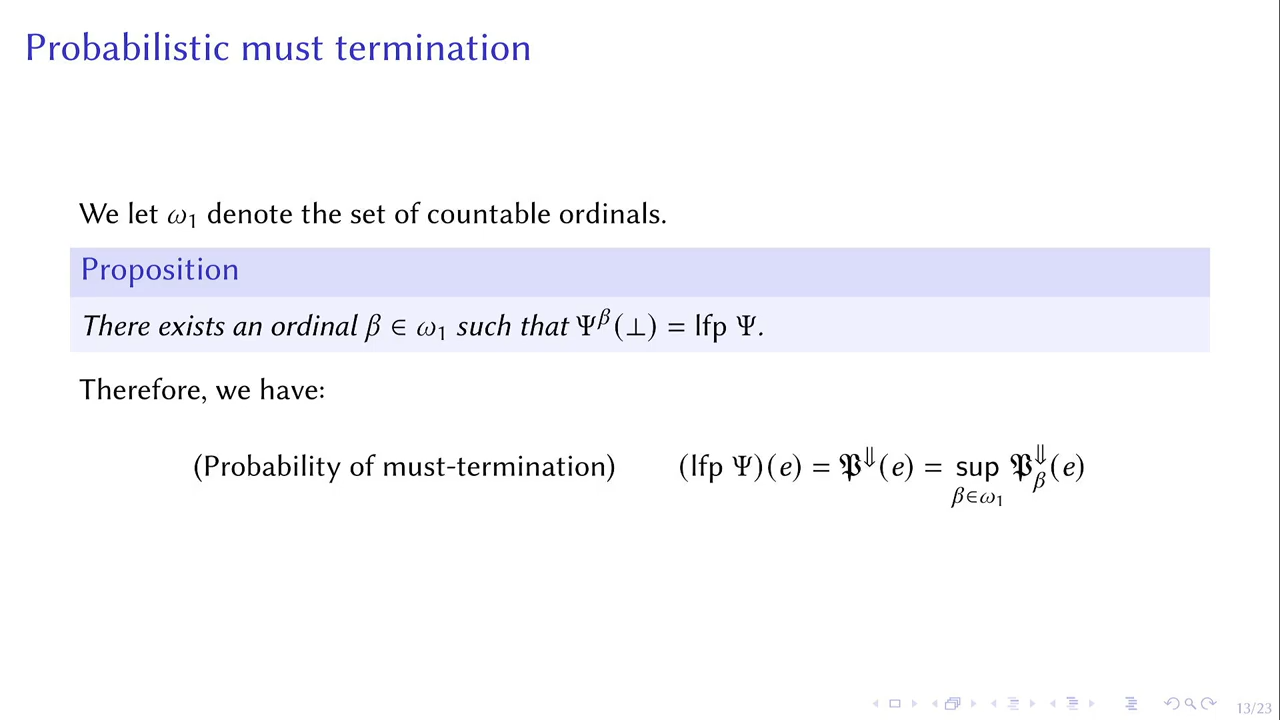 Probabilistic must termination
We let ω₁ denote the set of countable ordinals.
Proposition
There exists an ordinal β ∈ ω₁ such that Ψ^β(⊥) = lfp Ψ.
Therefore, we have:
(Probability of must-termination) (lfp Ψ)(e) = 𝔓^⇓(e) = sup_{β∈ω₁} 𝔓^⇓_β(e)
13/23